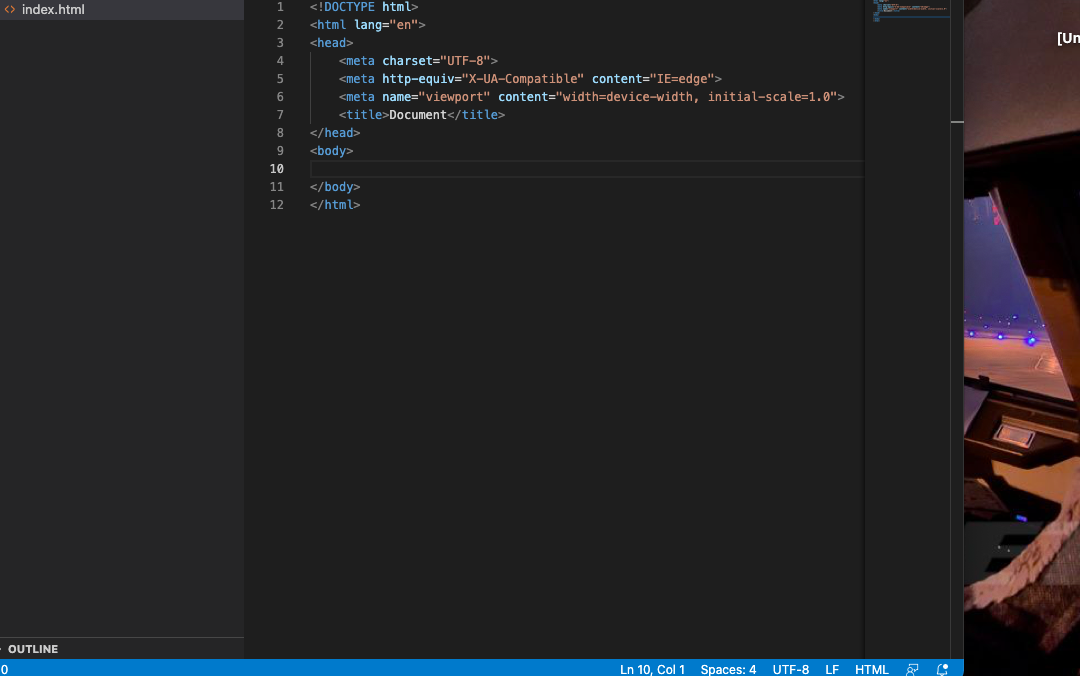 index.html
1 <!DOCTYPE html>
2 <html lang="en">
3 <head>
4 <meta charset="UTF-8">
5 <meta http-equiv="X-UA-Compatible" content="IE=edge">
6 <meta name="viewport" content="width=device-width, initial-scale=1.0">
7 <title>Document</title>
8 </head>
9 <body>
10
11 </body>
12 </html>
[Un
OUTLINE
0 Ln 10, Col 1 Spaces: 4 UTF-8 LF HTML